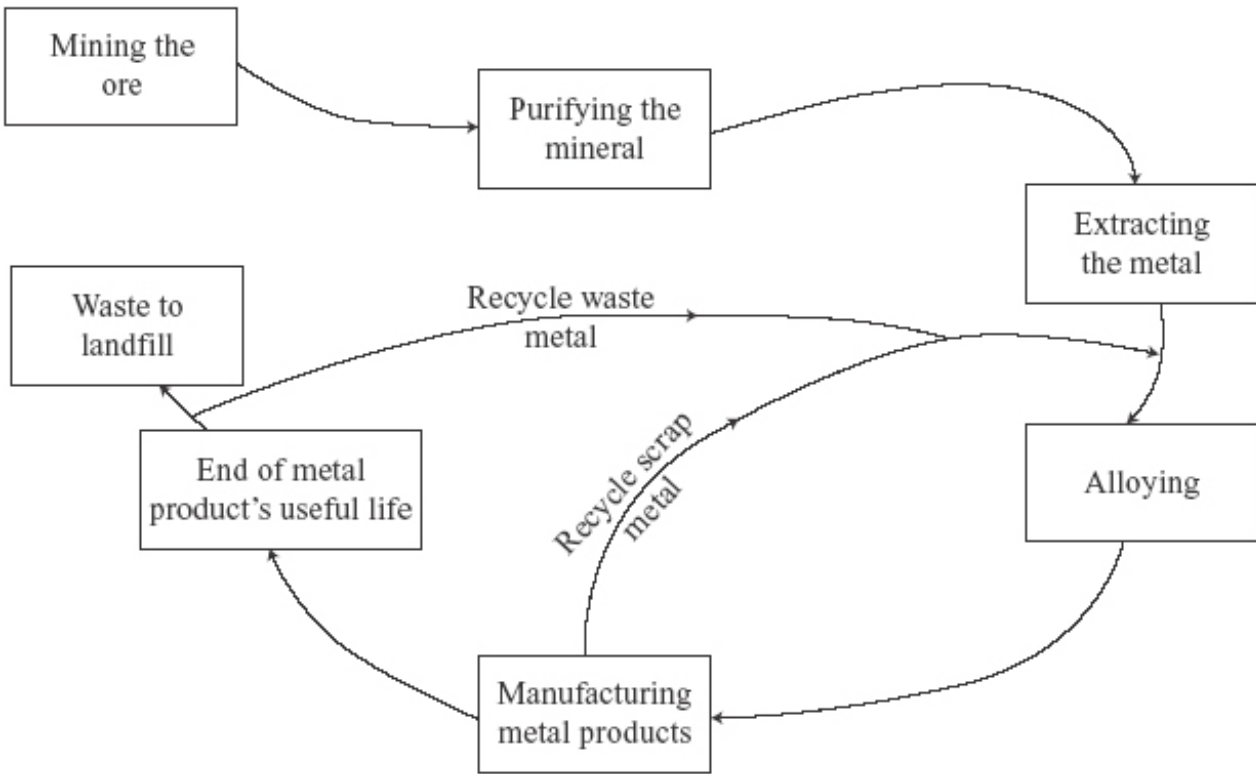 Mining the
ore
Purifying the
mineral
Extracting
the metal
Waste to
landfill
Recycle waste
metal
End of metal
product’s useful life
Recycle scrap
metal
Alloying
Manufacturing
metal products